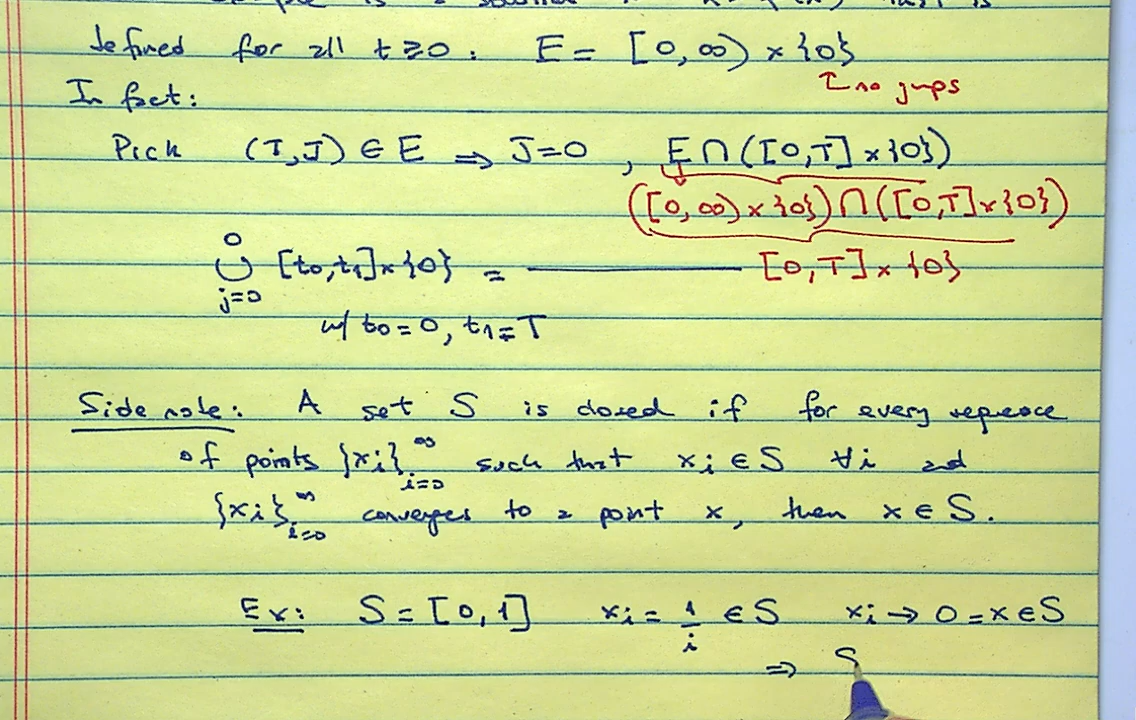 defined for all t≥0 : E = [0,∞) × {0}
↑ no jumps
In fact:
Pick (T,J) ∈ E ⇒ J=0 , E ∩ ([0,T] × {0})
([0,∞) × {0}) ∩ ([0,T] × {0})
0 ∪ j=0 [t0,t1] × {0} = ——— [0,T] × {0}
w/ t0 = 0, t1 = T
Side note: A set S is closed if for every sequence
of points {xi}∞i=0 such that xi ∈ S ∀i and
{xi}∞i=0 converges to a point x, then x ∈ S.
Ex: S = [0,1] xi = 1/i ∈ S xi → 0 = x ∈ S
⇒ S